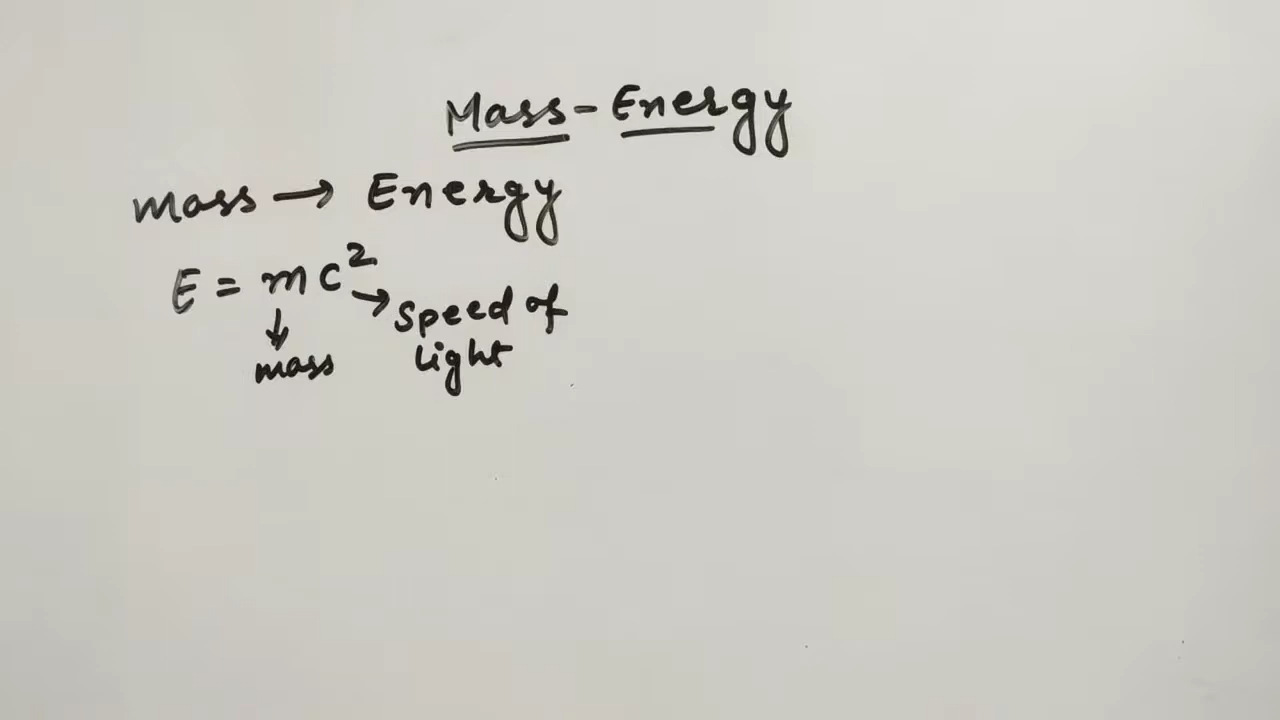 Mass - Energy
mass → Energy
E = mc²
↓ → Speed of
mass light